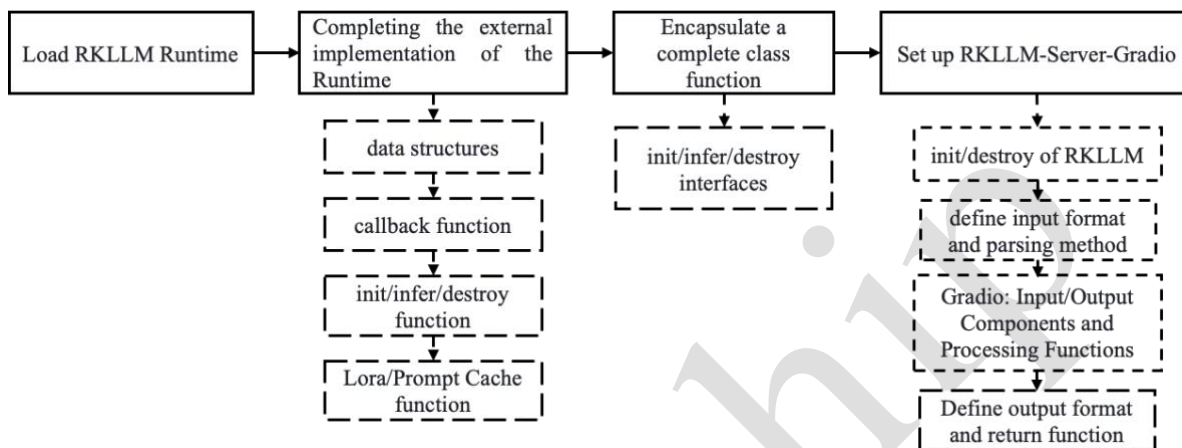 Load RKLLM Runtime
Completing the external
implementation of the
Runtime
Encapsulate a
complete class
function
Set up RKLLM-Server-Gradio
data structures
callback function
init/infer/destroy
function
Lora/Prompt Cache
function
init/infer/destroy
interfaces
init/destroy of RKLLM
define input format
and parsing method
Gradio: Input/Output
Components and
Processing Functions
Define output format
and return function
hip